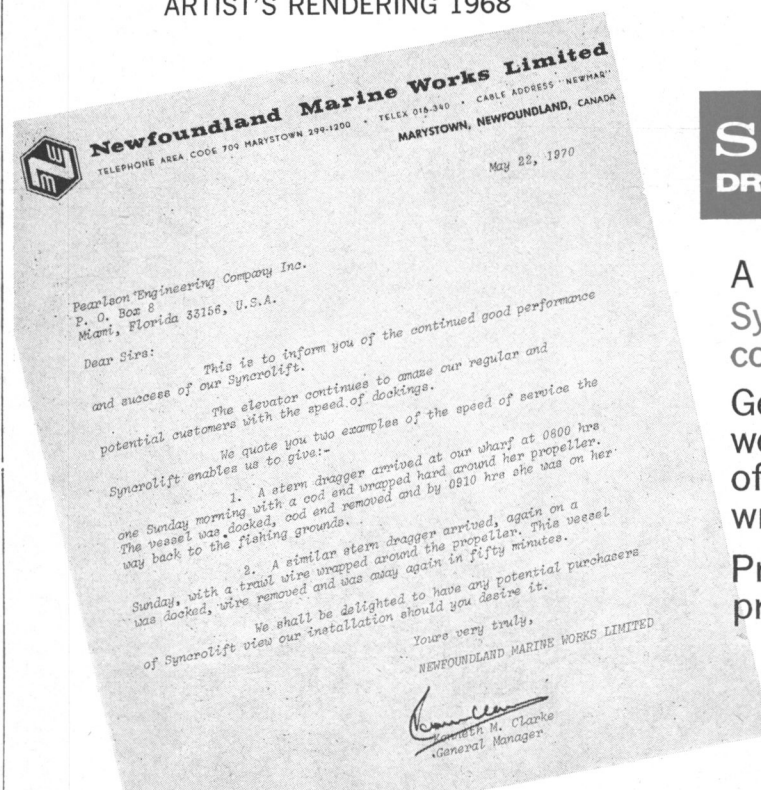 ARTIST'S RENDERING 1968
Newfoundland Marine Works Limited
TELEPHONE AREA CODE 709 MARYSTOWN 299-1200 • TELEX 016-340 • CABLE ADDRESS "NEWMAR"
MARYSTOWN, NEWFOUNDLAND, CANADA
May 22, 1970
Pearlson Engineering Company Inc.
P. O. Box 8
Miami, Florida 33156, U.S.A.
Dear Sirs:
This is to inform you of the continued good performance
and success of our Syncrolift.
The elevator continues to amaze our regular and
potential customers with the speed of dockings.
We quote you two examples of the speed of service the
Syncrolift enables us to give:-
1. A stern dragger arrived at our wharf at 0800 hrs
one Sunday morning with a cod end wrapped hard around her propeller.
The vessel was docked, cod end removed and by 0910 hrs she was on her
way back to the fishing grounds.
2. A similar stern dragger arrived, again on a
Sunday, with a trawl wire wrapped around the propeller. This vessel
was docked, wire removed and was away again in fifty minutes.
We shall be delighted to have any potential purchasers
of Syncrolift view our installation should you desire it.
Yours very truly,
NEWFOUNDLAND MARINE WORKS LIMITED
Kenneth M. Clarke
General Manager
S
DR
A
Sy
co
Ge
wo
of
wr
Pr
pr